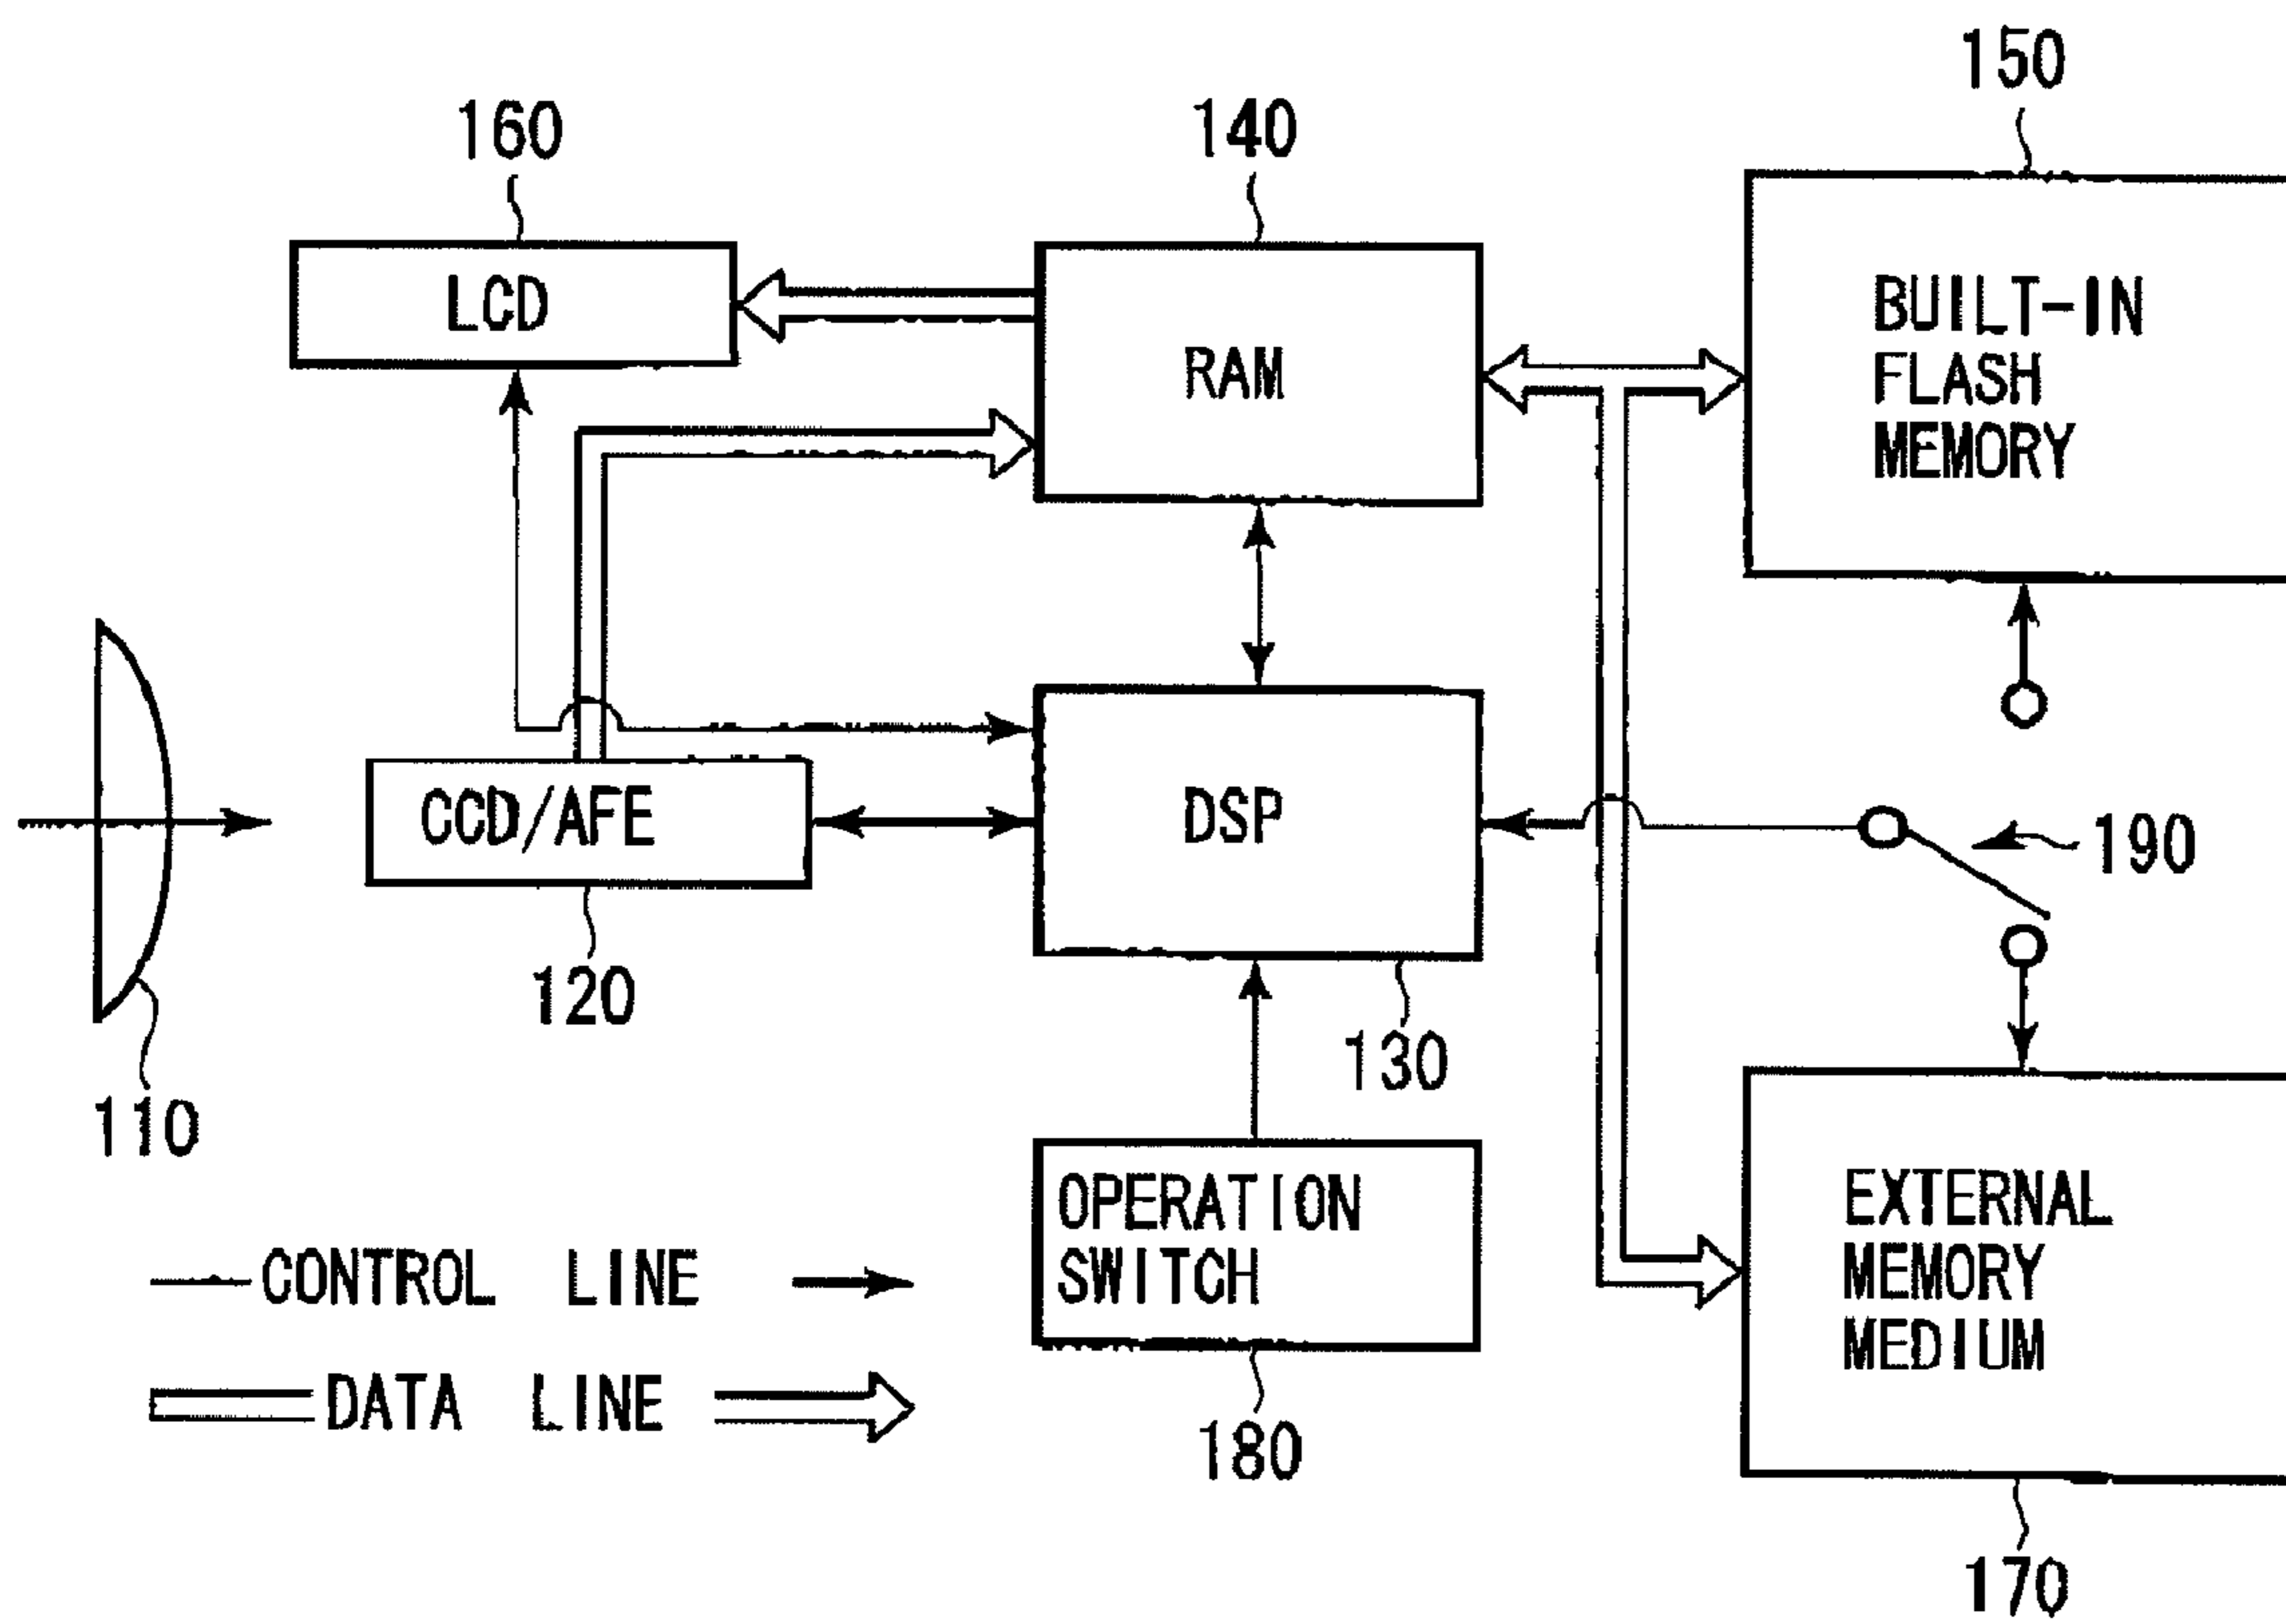 150
160
140
LCD
RAM
BUILT-IN
FLASH
MEMORY
CCD/AFE
DSP
190
120
130
110
OPERATION
SWITCH
EXTERNAL
MEMORY
MEDIUM
CONTROL LINE
DATA LINE
180
170